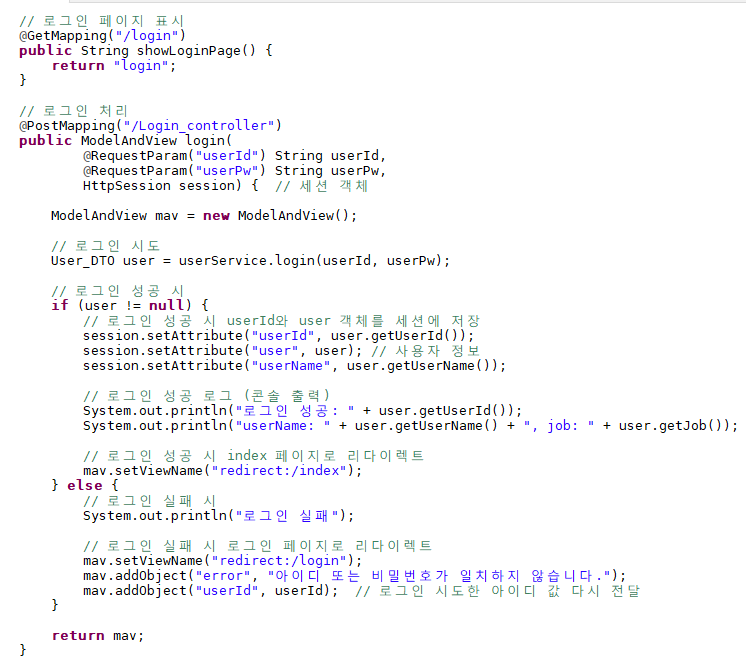 // 로그인 페이지 표시
@GetMapping("/login")
public String showLoginPage() {
    return "login";
}
// 로그인 처리
@PostMapping("/Login_controller")
public ModelAndView login(
        @RequestParam("userId") String userId,
        @RequestParam("userPw") String userPw,
        HttpSession session) {  // 세션 객체
    ModelAndView mav = new ModelAndView();
    // 로그인 시도
    User_DTO user = userService.login(userId, userPw);
    // 로그인 성공 시
    if (user != null) {
        // 로그인 성공 시 userId와 user 객체를 세션에 저장
        session.setAttribute("userId", user.getUserId());
        session.setAttribute("user", user); // 사용자 정보
        session.setAttribute("userName", user.getUserName());
        // 로그인 성공 로그 (콘솔 출력)
        System.out.println("로그인 성공: " + user.getUserId());
        System.out.println("userName: " + user.getUserName() + ", job: " + user.getJob());
        // 로그인 성공 시 index 페이지로 리다이렉트
        mav.setViewName("redirect:/index");
    } else {
        // 로그인 실패 시
        System.out.println("로그인 실패");
        // 로그인 실패 시 로그인 페이지로 리다이렉트
        mav.setViewName("redirect:/login");
        mav.addObject("error", "아이디 또는 비밀번호가 일치하지 않습니다.");
        mav.addObject("userId", userId);  // 로그인 시도한 아이디 값 다시 전달
    }
    return mav;
}